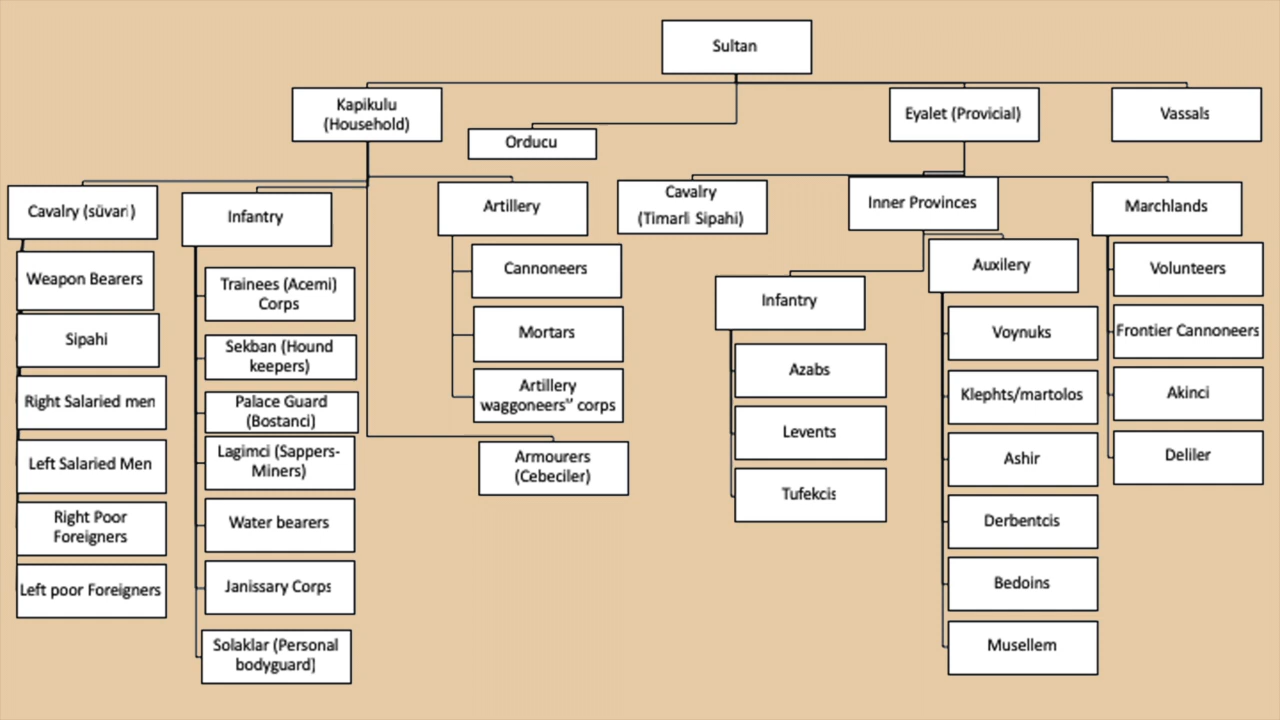 Sultan
Kapikulu
(Household)
Orducu
Eyalet (Provicial)
Vassals
Cavalry (süvari)
Weapon Bearers
Sipahi
Right Salaried men
Left Salaried Men
Right Poor
Foreigners
Left poor Foreigners
Infantry
Trainees (Acemi)
Corps
Sekban (Hound
keepers)
Palace Guard
(Bostanci)
Lagimci (Sappers-
Miners)
Water bearers
Janissary Corps
Solaklar (Personal
bodyguard)
Artillery
Cannoneers
Mortars
Artillery
waggoneers” corps
Armourers
(Cebeciler)
Cavalry
(Timarli Sipahi)
Inner Provinces
Infantry
Azabs
Levents
Tufekcis
Auxilery
Voynuks
Klephts/martolos
Ashir
Derbentcis
Bedoins
Musellem
Marchlands
Volunteers
Frontier Cannoneers
Akinci
Deliler